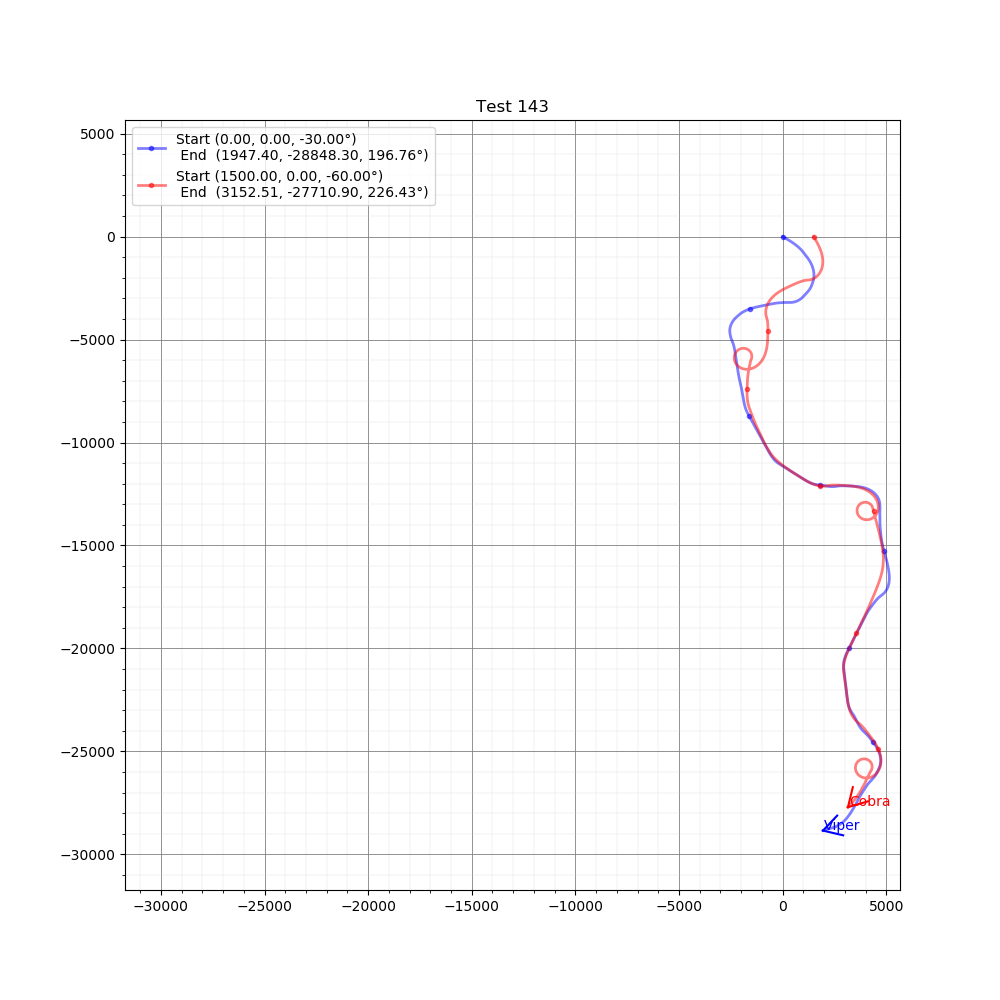 Test 143
Start (0.00, 0.00, -30.00°)
End  (1947.40, -28848.30, 196.76°)
Start (1500.00, 0.00, -60.00°)
End  (3152.51, -27710.90, 226.43°)
5000
0
−5000
−10000
−15000
−20000
−25000
−30000
Cobra
Viper
−30000 −25000 −20000 −15000 −10000 −5000 0 5000